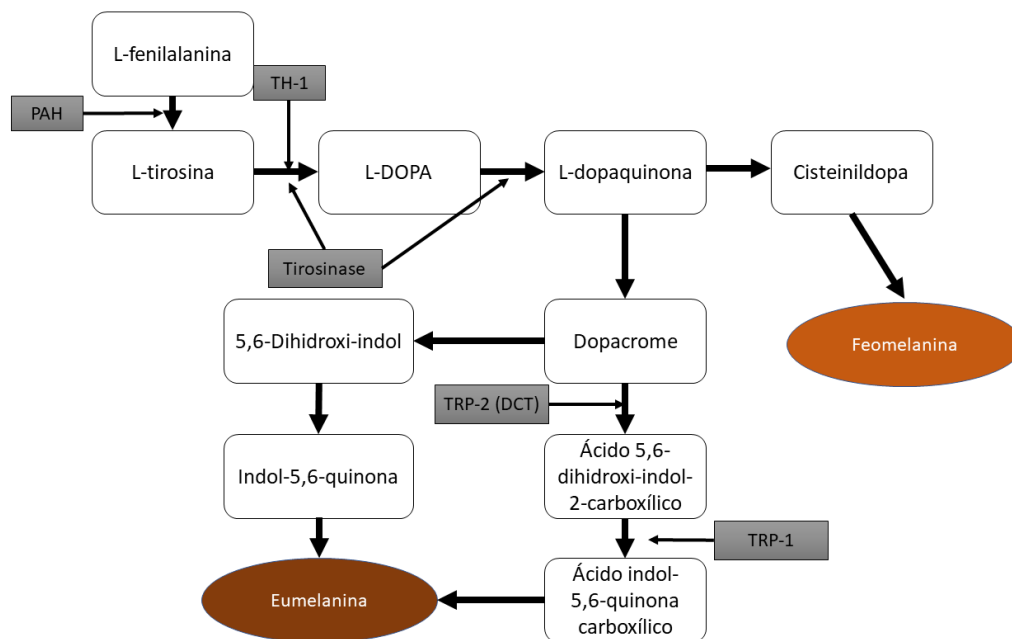 L-fenilalanina
TH-1
PAH
L-tirosina
L-DOPA
L-dopaquinona
Cisteinildopa
Tirosinase
5,6-Dihidroxi-indol
Dopacrome
Feomelanina
TRP-2 (DCT)
Indol-5,6-quinona
Ácido 5,6-
dihidroxi-indol-
2-carboxílico
TRP-1
Eumelanina
Ácido indol-
5,6-quinona
carboxílico